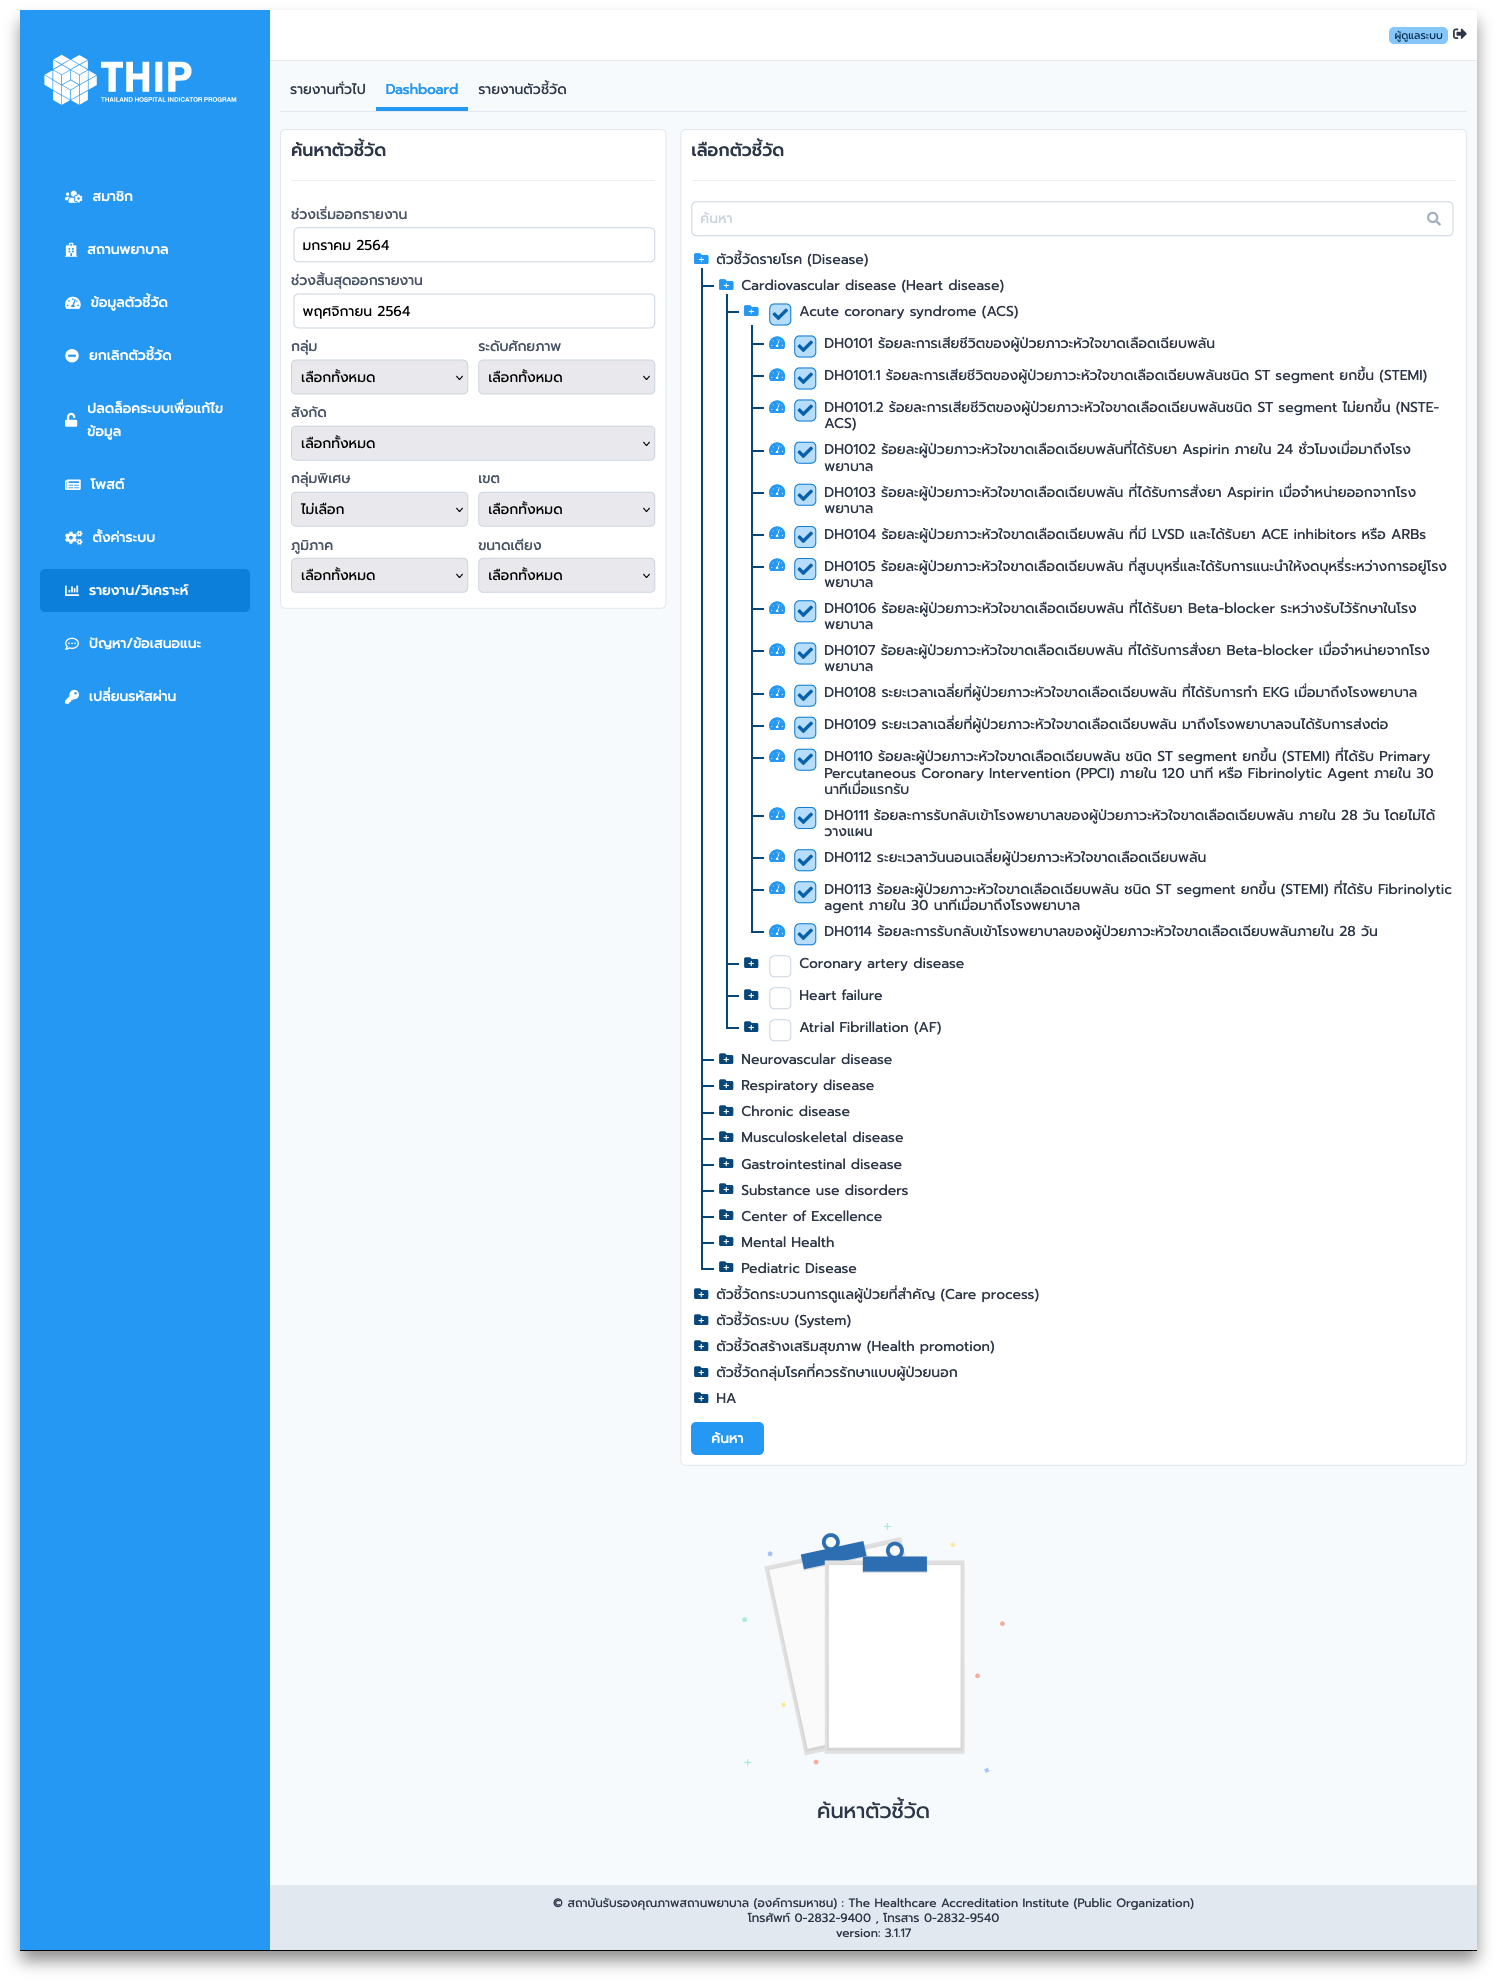 THIP
THAILAND HOSPITAL INDICATOR PROGRAM
สมาชิก
สถานพยาบาล
ข้อมูลตัวชี้วัด
ยกเลิกตัวชี้วัด
ปลดล็อคระบบเพื่อแก้ไข
ข้อมูล
โพสต์
ตั้งค่าระบบ
รายงาน/วิเคราะห์
ปัญหา/ข้อเสนอแนะ
เปลี่ยนรหัสผ่าน
ผู้ดูแลระบบ
รายงานทั่วไป Dashboard รายงานตัวชี้วัด
ค้นหาตัวชี้วัด
ช่วงเริ่มออกรายงาน
มกราคม 2564
ช่วงสิ้นสุดออกรายงาน
พฤศจิกายน 2564
กลุ่ม ระดับศักยภาพ
เลือกทั้งหมด เลือกทั้งหมด
สังกัด
เลือกทั้งหมด
กลุ่มพิเศษ เขต
ไม่เลือก เลือกทั้งหมด
ภูมิภาค ขนาดเตียง
เลือกทั้งหมด เลือกทั้งหมด
เลือกตัวชี้วัด
ค้นหา
ตัวชี้วัดรายโรค (Disease)
Cardiovascular disease (Heart disease)
Acute coronary syndrome (ACS)
DH0101 ร้อยละการเสียชีวิตของผู้ป่วยภาวะหัวใจขาดเลือดเฉียบพลัน
DH0101.1 ร้อยละการเสียชีวิตของผู้ป่วยภาวะหัวใจขาดเลือดเฉียบพลันชนิด ST segment ยกขึ้น (STEMI)
DH0101.2 ร้อยละการเสียชีวิตของผู้ป่วยภาวะหัวใจขาดเลือดเฉียบพลันชนิด ST segment ไม่ยกขึ้น (NSTE-
ACS)
DH0102 ร้อยละผู้ป่วยภาวะหัวใจขาดเลือดเฉียบพลันที่ได้รับยา Aspirin ภายใน 24 ชั่วโมงเมื่อมาถึงโรง
พยาบาล
DH0103 ร้อยละผู้ป่วยภาวะหัวใจขาดเลือดเฉียบพลัน ที่ได้รับการสั่งยา Aspirin เมื่อจำหน่ายออกจากโรง
พยาบาล
DH0104 ร้อยละผู้ป่วยภาวะหัวใจขาดเลือดเฉียบพลัน ที่มี LVSD และได้รับยา ACE inhibitors หรือ ARBs
DH0105 ร้อยละผู้ป่วยภาวะหัวใจขาดเลือดเฉียบพลัน ที่สูบบุหรี่และได้รับการแนะนำให้งดบุหรี่ระหว่างการอยู่โรง
พยาบาล
DH0106 ร้อยละผู้ป่วยภาวะหัวใจขาดเลือดเฉียบพลัน ที่ได้รับยา Beta-blocker ระหว่างรับไว้รักษาในโรง
พยาบาล
DH0107 ร้อยละผู้ป่วยภาวะหัวใจขาดเลือดเฉียบพลัน ที่ได้รับการสั่งยา Beta-blocker เมื่อจำหน่ายจากโรง
พยาบาล
DH0108 ระยะเวลาเฉลี่ยที่ผู้ป่วยภาวะหัวใจขาดเลือดเฉียบพลัน ที่ได้รับการทำ EKG เมื่อมาถึงโรงพยาบาล
DH0109 ระยะเวลาเฉลี่ยที่ผู้ป่วยภาวะหัวใจขาดเลือดเฉียบพลัน มาถึงโรงพยาบาลจนได้รับการส่งต่อ
DH0110 ร้อยละผู้ป่วยภาวะหัวใจขาดเลือดเฉียบพลัน ชนิด ST segment ยกขึ้น (STEMI) ที่ได้รับ Primary
Percutaneous Coronary Intervention (PPCI) ภายใน 120 นาที หรือ Fibrinolytic Agent ภายใน 30
นาทีเมื่อแรกรับ
DH0111 ร้อยละการรับกลับเข้าโรงพยาบาลของผู้ป่วยภาวะหัวใจขาดเลือดเฉียบพลัน ภายใน 28 วัน โดยไม่ได้
วางแผน
DH0112 ระยะเวลาวันนอนเฉลี่ยผู้ป่วยภาวะหัวใจขาดเลือดเฉียบพลัน
DH0113 ร้อยละผู้ป่วยภาวะหัวใจขาดเลือดเฉียบพลัน ชนิด ST segment ยกขึ้น (STEMI) ที่ได้รับ Fibrinolytic
agent ภายใน 30 นาทีเมื่อมาถึงโรงพยาบาล
DH0114 ร้อยละการรับกลับเข้าโรงพยาบาลของผู้ป่วยภาวะหัวใจขาดเลือดเฉียบพลันภายใน 28 วัน
Coronary artery disease
Heart failure
Atrial Fibrillation (AF)
Neurovascular disease
Respiratory disease
Chronic disease
Musculoskeletal disease
Gastrointestinal disease
Substance use disorders
Center of Excellence
Mental Health
Pediatric Disease
ตัวชี้วัดกระบวนการดูแลผู้ป่วยที่สำคัญ (Care process)
ตัวชี้วัดระบบ (System)
ตัวชี้วัดสร้างเสริมสุขภาพ (Health promotion)
ตัวชี้วัดกลุ่มโรคที่ควรรักษาแบบผู้ป่วยนอก
HA
ค้นหา
ค้นหาตัวชี้วัด
© สถาบันรับรองคุณภาพสถานพยาบาล (องค์การมหาชน) : The Healthcare Accreditation Institute (Public Organization)
โทรศัพท์ 0-2832-9400 , โทรสาร 0-2832-9540
version: 3.1.17